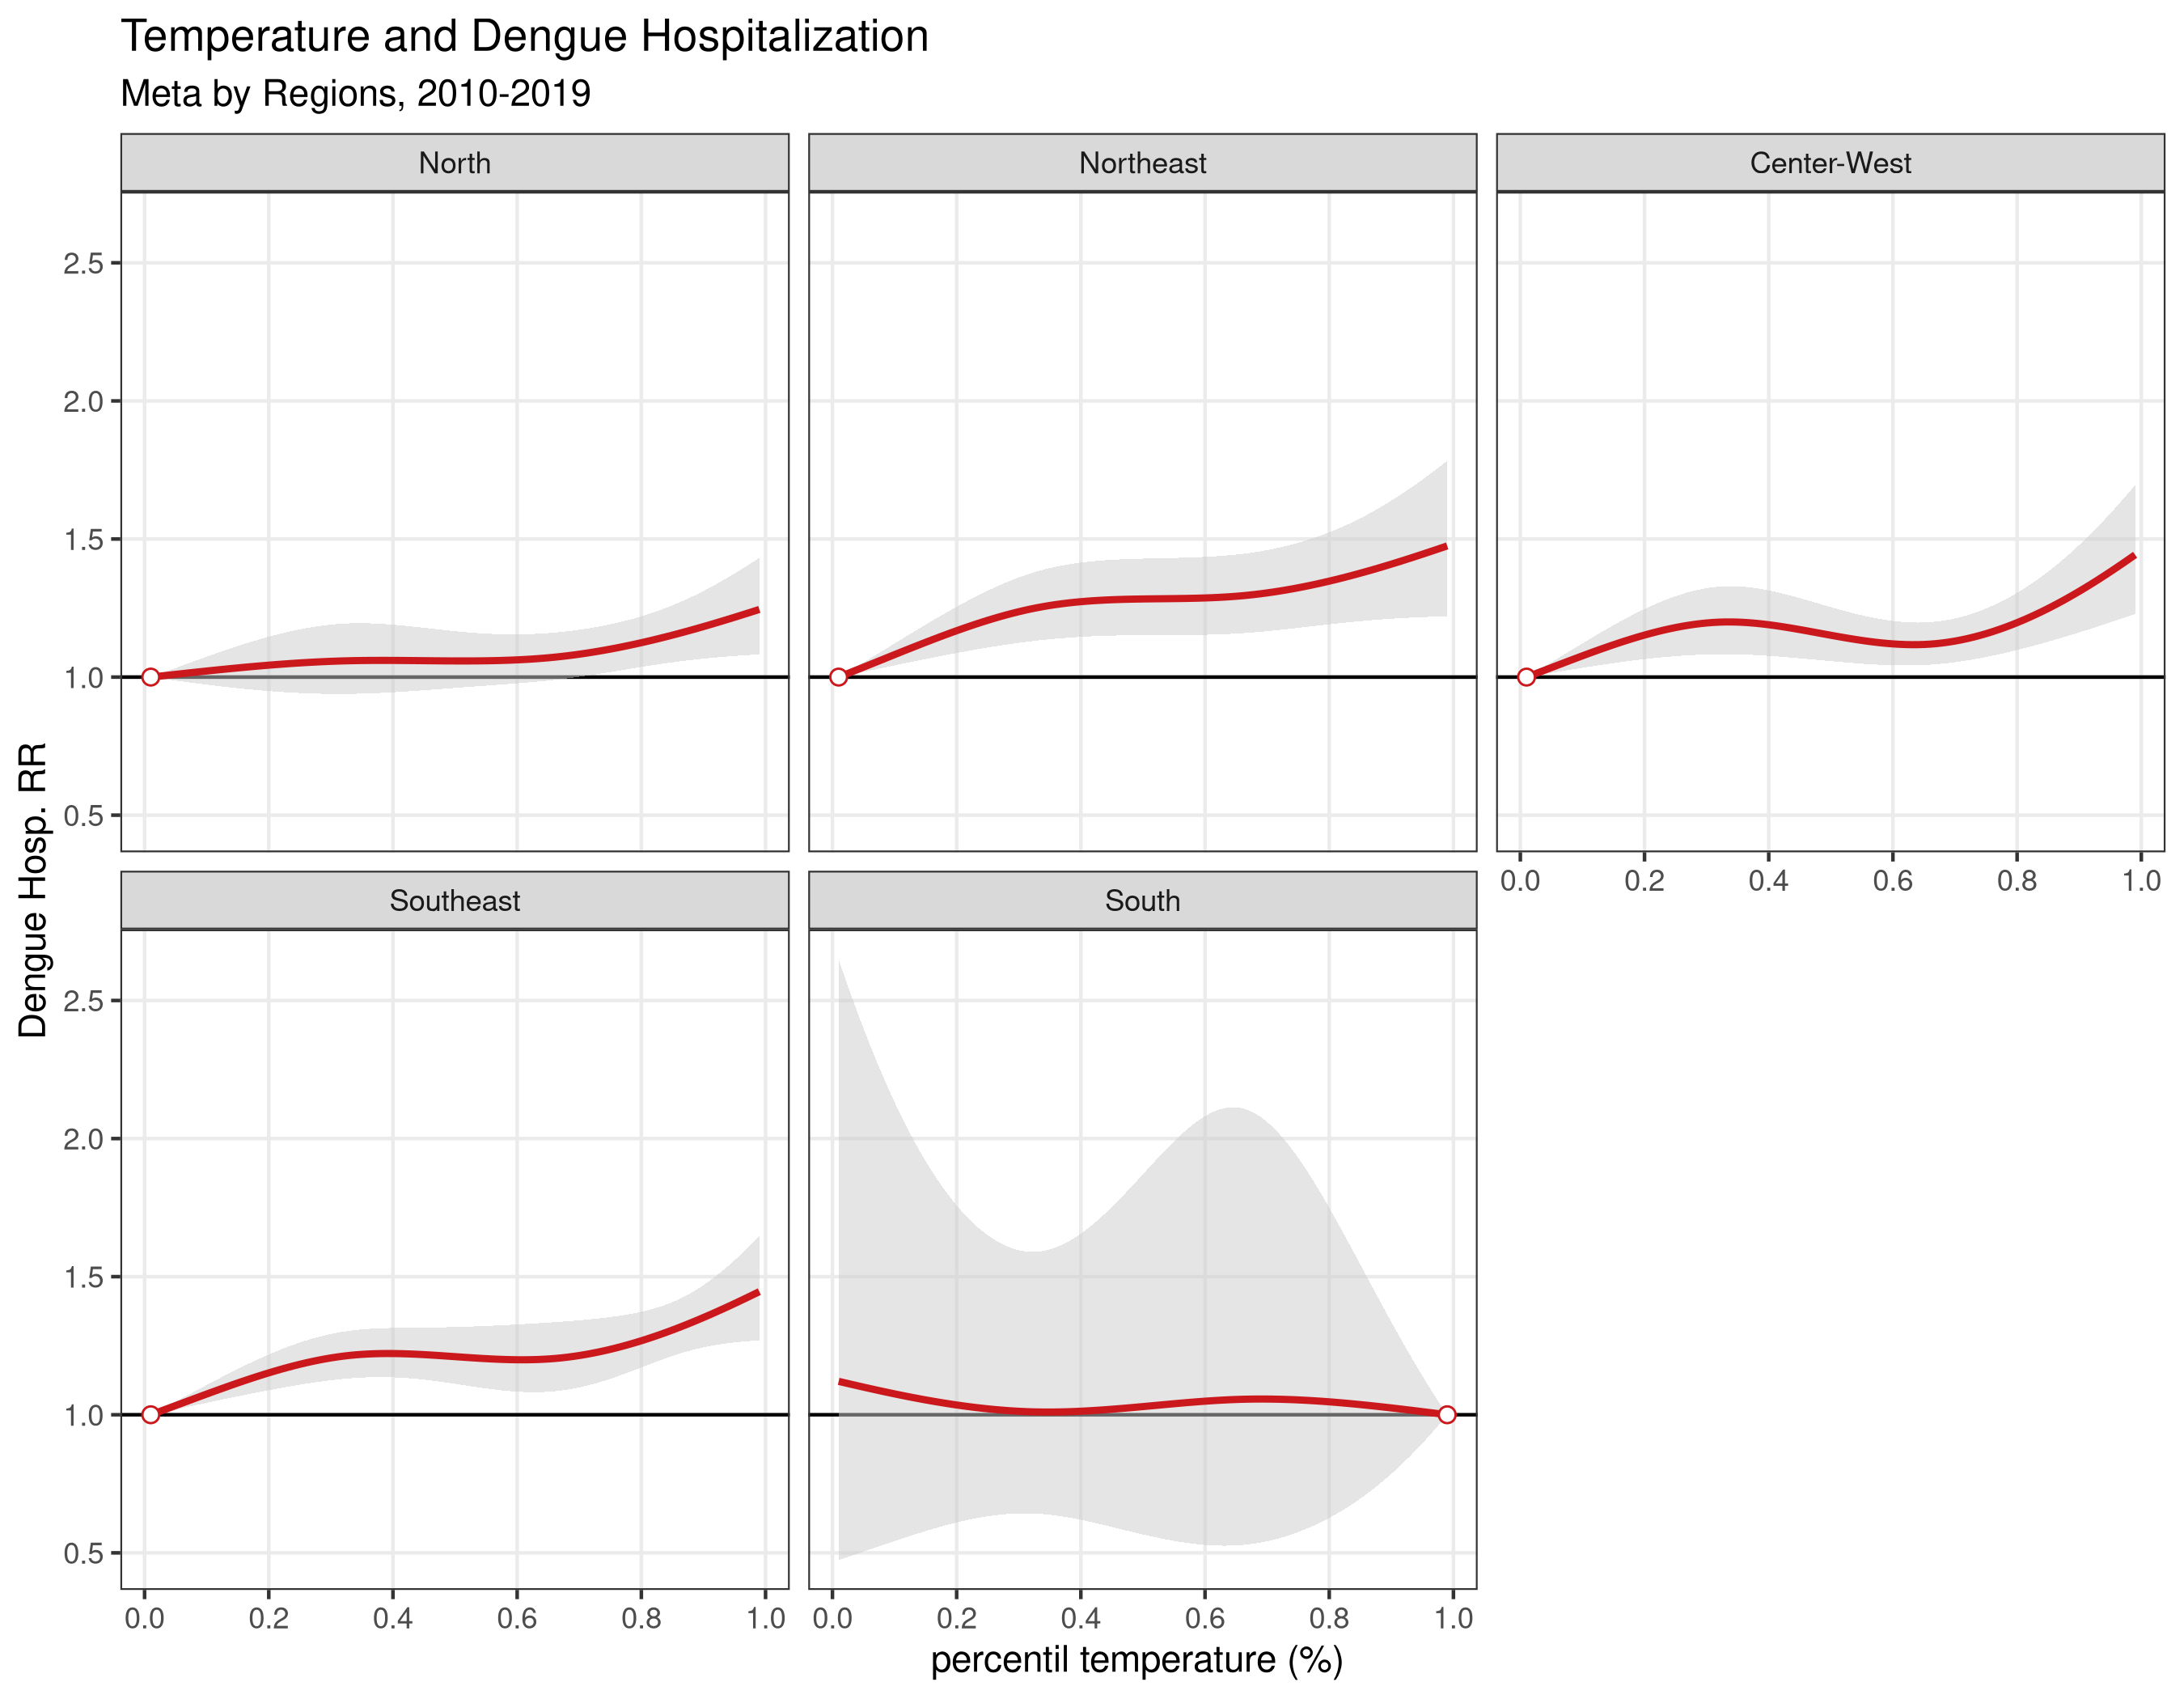 Temperature and Dengue Hospitalization
Meta by Regions, 2010-2019
North
Northeast
Center-West
2.5
2.0
1.5
1.0
0.5
0.0 0.2 0.4 0.6 0.8 1.0
Dengue Hosp. RR
Southeast
South
2.5
2.0
1.5
1.0
0.5
0.0 0.2 0.4 0.6 0.8 1.0
0.0 0.2 0.4 0.6 0.8 1.0
percentil temperature (%)